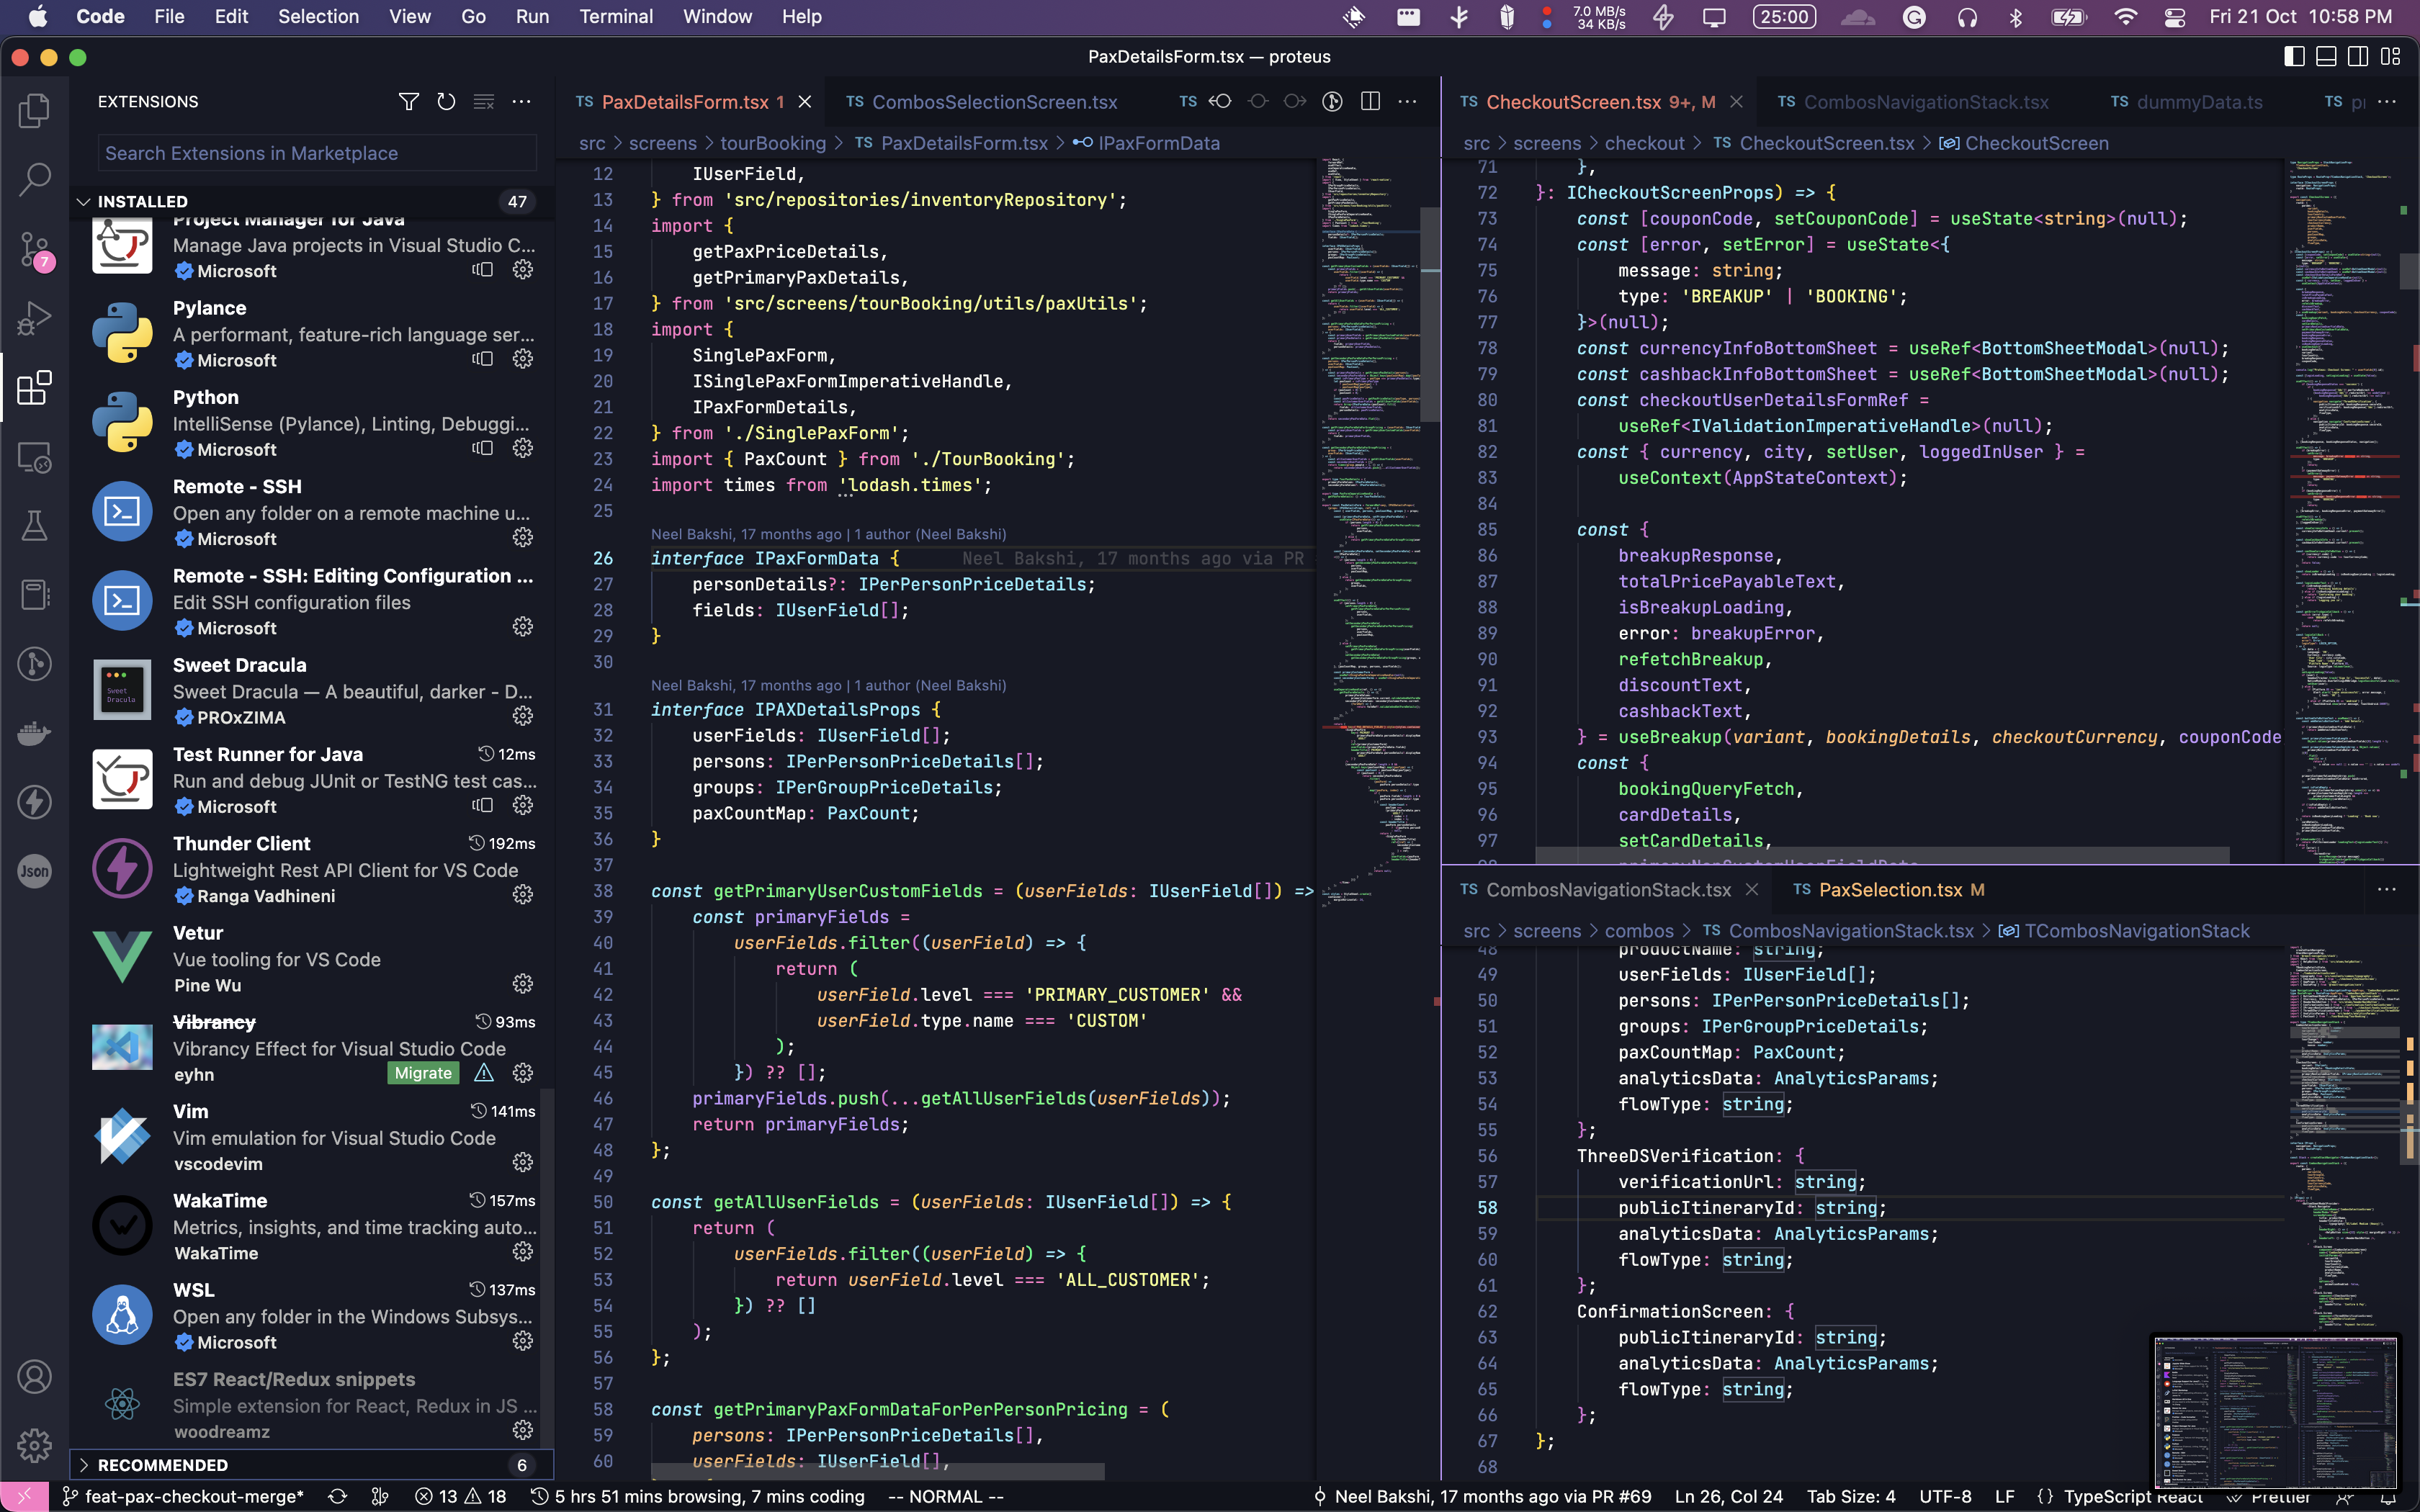 Code File Edit Selection View Go Run Terminal Window Help
7.0 MB/s
34 KB/s
25:00
Fri 21 Oct 10:58 PM
PaxDetailsForm.tsx — proteus
EXTENSIONS
Search Extensions in Marketplace
INSTALLED 47
Project Manager for Java
Manage Java projects in Visual Studio C...
Microsoft
Pylance
A performant, feature-rich language ser...
Microsoft
Python
IntelliSense (Pylance), Linting, Debuggi...
Microsoft
Remote - SSH
Open any folder on a remote machine u...
Microsoft
Remote - SSH: Editing Configuration ...
Edit SSH configuration files
Microsoft
Sweet Dracula
Sweet Dracula — A beautiful, darker - D...
PROxZIMA
Test Runner for Java 12ms
Run and debug JUnit or TestNG test cas...
Microsoft
Thunder Client 192ms
Lightweight Rest API Client for VS Code
Ranga Vadhineni
Vetur
Vue tooling for VS Code
Pine Wu
Vibrancy 93ms
Vibrancy Effect for Visual Studio Code
eyhn Migrate
Vim 141ms
Vim emulation for Visual Studio Code
vscodevim
WakaTime 157ms
Metrics, insights, and time tracking auto...
WakaTime
WSL 137ms
Open any folder in the Windows Subsys...
Microsoft
ES7 React/Redux snippets
Simple extension for React, Redux in JS ...
woodreamz
RECOMMENDED 6
7
Json
Sweet
Dracula
TS PaxDetailsForm.tsx 1 TS CombosSelectionScreen.tsx TS
src > screens > tourBooking > TS PaxDetailsForm.tsx > IPaxFormData
12 IUserField,
13 } from 'src/repositories/inventoryRepository';
14 import {
15 getPaxPriceDetails,
16 getPrimaryPaxDetails,
17 } from 'src/screens/tourBooking/utils/paxUtils';
18 import {
19 SinglePaxForm,
20 ISinglePaxFormImperativeHandle,
21 IPaxFormDetails,
22 } from './SinglePaxForm';
23 import { PaxCount } from './TourBooking';
24 import times from 'lodash.times';
25
Neel Bakshi, 17 months ago | 1 author (Neel Bakshi)
26 interface IPaxFormData { Neel Bakshi, 17 months ago via PR
27 personDetails?: IPerPersonPriceDetails;
28 fields: IUserField[];
29 }
30
Neel Bakshi, 17 months ago | 1 author (Neel Bakshi)
31 interface IPAXDetailsProps {
32 userFields: IUserField[];
33 persons: IPerPersonPriceDetails[];
34 groups: IPerGroupPriceDetails;
35 paxCountMap: PaxCount;
36 }
37
38 const getPrimaryUserCustomFields = (userFields: IUserField[]) =>
39 const primaryFields =
40 userFields.filter((userField) => {
41 return (
42 userField.level === 'PRIMARY_CUSTOMER' &&
43 userField.type.name === 'CUSTOM'
44 );
45 }) ?? [];
46 primaryFields.push(...getAllUserFields(userFields));
47 return primaryFields;
48 };
49
50 const getAllUserFields = (userFields: IUserField[]) => {
51 return (
52 userFields.filter((userField) => {
53 return userField.level === 'ALL_CUSTOMER';
54 }) ?? []
55 );
56 };
57
58 const getPrimaryPaxFormDataForPerPersonPricing = (
59 persons: IPerPersonPriceDetails[],
60 userFields: IUserField[],
TS CheckoutScreen.tsx 9+, M TS CombosNavigationStack.tsx TS dummyData.ts TS
src > screens > checkout > TS CheckoutScreen.tsx > CheckoutScreen
71 },
72 }: ICheckoutScreenProps) => {
73 const [couponCode, setCouponCode] = useState<string>(null);
74 const [error, setError] = useState<{
75 message: string;
76 type: 'BREAKUP' | 'BOOKING';
77 }>(null);
78 const currencyInfoBottomSheet = useRef<BottomSheetModal>(null);
79 const cashbackInfoBottomSheet = useRef<BottomSheetModal>(null);
80 const checkoutUserDetailsFormRef =
81 useRef<IValidationImperativeHandle>(null);
82 const { currency, city, setUser, loggedInUser } =
83 useContext(AppStateContext);
84
85 const {
86 breakupResponse,
87 totalPricePayableText,
88 isBreakupLoading,
89 error: breakupError,
90 refetchBreakup,
91 discountText,
92 cashbackText,
93 } = useBreakup(variant, bookingDetails, checkoutCurrency, couponCode
94 const {
95 bookingQueryFetch,
96 cardDetails,
97 setCardDetails,
TS CombosNavigationStack.tsx TS PaxSelection.tsx M
src > screens > combos > TS CombosNavigationStack.tsx > TCombosNavigationStack
48 productName: string;
49 userFields: IUserField[];
50 persons: IPerPersonPriceDetails[];
51 groups: IPerGroupPriceDetails;
52 paxCountMap: PaxCount;
53 analyticsData: AnalyticsParams;
54 flowType: string;
55 };
56 ThreeDSVerification: {
57 verificationUrl: string;
58 publicItineraryId: string;
59 analyticsData: AnalyticsParams;
60 flowType: string;
61 };
62 ConfirmationScreen: {
63 publicItineraryId: string;
64 analyticsData: AnalyticsParams;
65 flowType: string;
66 };
67 };
68
feat-pax-checkout-merge* 13 18 5 hrs 51 mins browsing, 7 mins coding -- NORMAL -- Neel Bakshi, 17 months ago via PR #69 Ln 26, Col 24 Tab Size: 4 UTF-8 LF {} TypeScript React Prettier